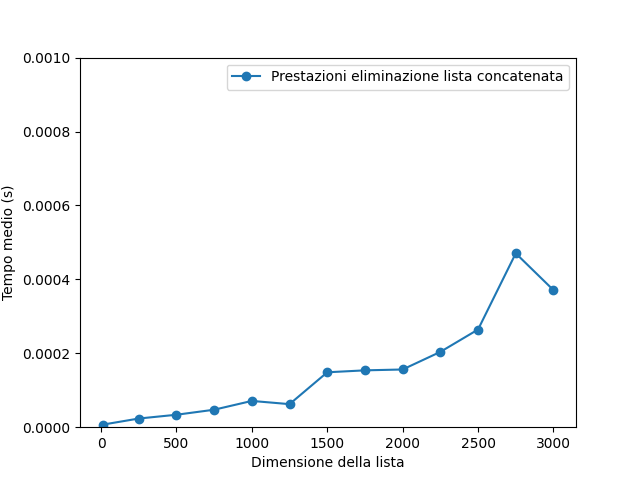 Prestazioni eliminazione lista concatenata
0.0010
0.0008
0.0006
0.0004
0.0002
0.0000
Tempo medio (s)
0 500 1000 1500 2000 2500 3000
Dimensione della lista